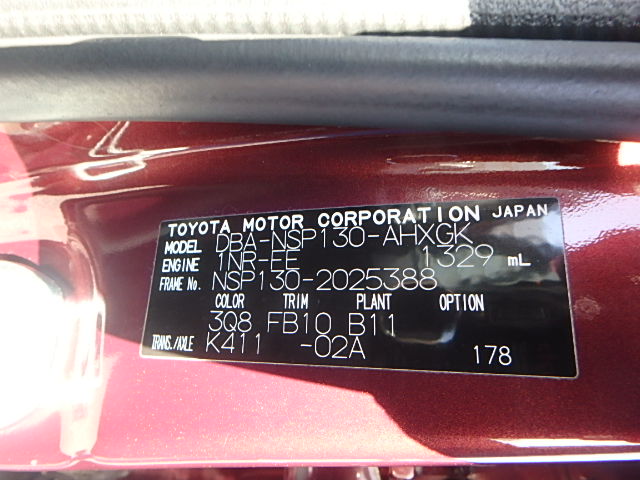 TOYOTA MOTOR CORPORATION JAPAN
MODEL DBA-NSP130-AHXGK
ENGINE 1NR-FE 1329 mL
FRAME No. NSP130-2025388
COLOR TRIM PLANT OPTION
3Q8 FB10 B11
TRANS./AXLE K411 -02A 178